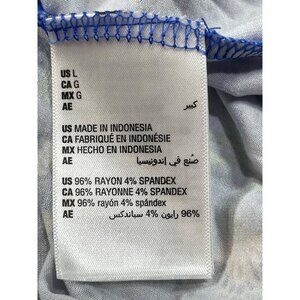 US L
CA G
MX G
AE كبير
US MADE IN INDONESIA
CA FABRIQUÉ EN INDONÉSIE
MX HECHO EN INDONESIA
AE صنع في إندونيسيا
US 96% RAYON 4% SPANDEX
CA 96% RAYONNE 4% SPANDEX
MX 96% rayón 4% spándex
AE 96% رايون 4% سباندكس